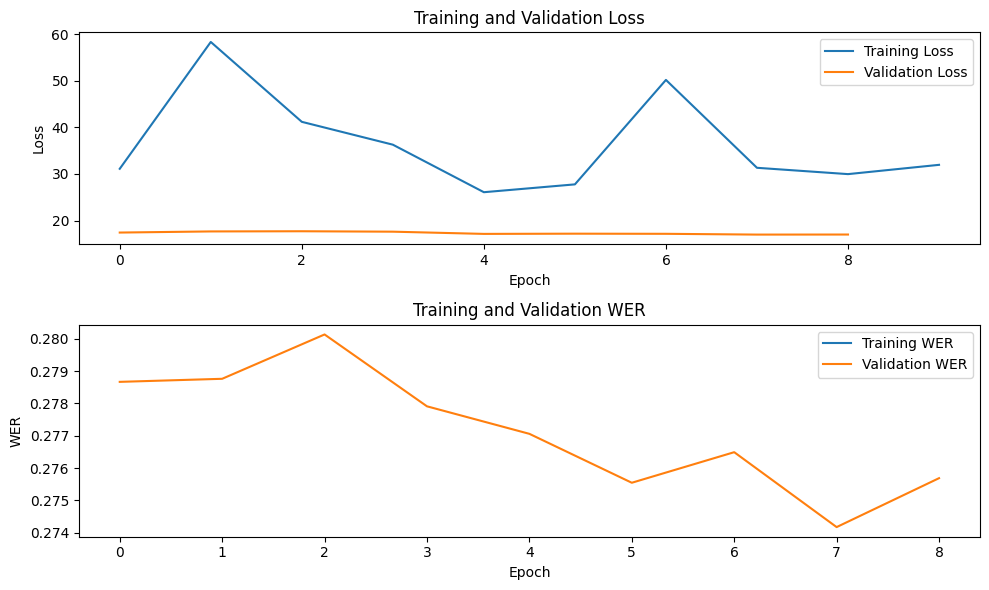 Training and Validation Loss
60
50
40
30
20
Loss
Training Loss
Validation Loss
0 2 4 6 8
Epoch
Training and Validation WER
0.280
0.279
0.278
0.277
0.276
0.275
0.274
WER
Training WER
Validation WER
0 1 2 3 4 5 6 7 8
Epoch